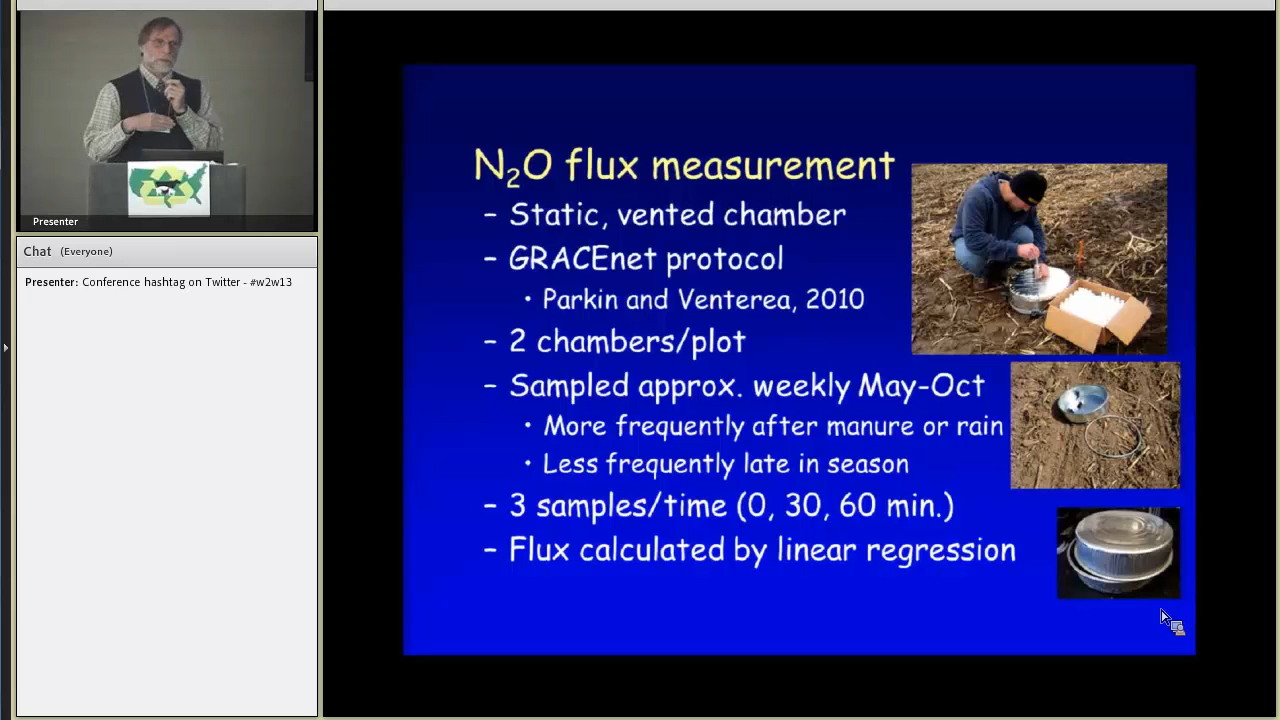 Presenter
Chat (Everyone)
Presenter: Conference hashtag on Twitter - #w2w13
N₂O flux measurement
– Static, vented chamber
– GRACEnet protocol
• Parkin and Venterea, 2010
– 2 chambers/plot
– Sampled approx. weekly May-Oct
• More frequently after manure or rain
• Less frequently late in season
– 3 samples/time (0, 30, 60 min.)
– Flux calculated by linear regression